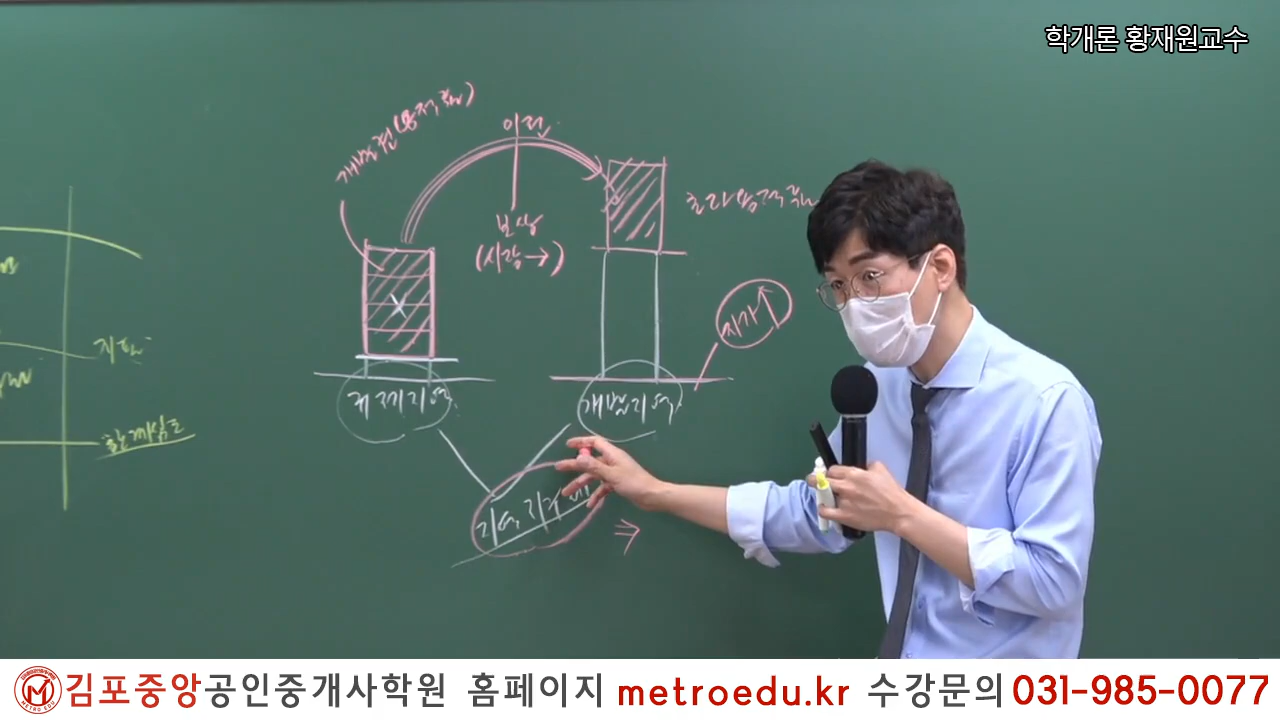 학개론 황재원교수
개발권(용적률)
이전
보상
(시장→)
초과용적률
지가↑
규제지역
개발지역
지역, 지구
⇒
METRO EDU
김포중앙공인중개사학원 홈페이지 metroedu.kr 수강문의 031-985-0077